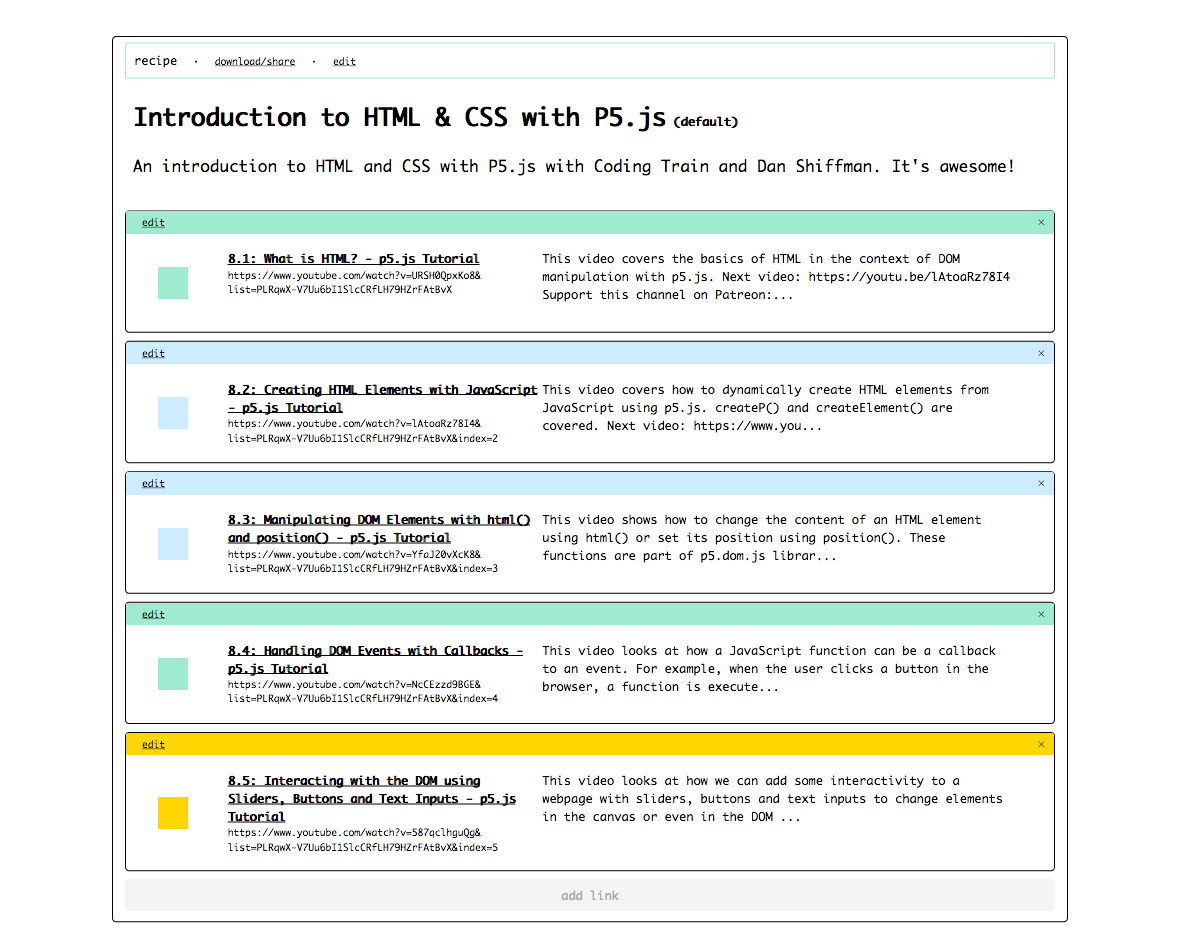 recipe · download/share · edit
Introduction to HTML & CSS with P5.js (default)
An introduction to HTML and CSS with P5.js with Coding Train and Dan Shiffman. It's awesome!
edit ×
8.1: What is HTML? - p5.js Tutorial
https://www.youtube.com/watch?v=URSH0QpxKo8&
list=PLRqwX-V7Uu6bI1SlcCRfLH79HZrFAtBvX
This video covers the basics of HTML in the context of DOM
manipulation with p5.js. Next video: https://youtu.be/lAtoaRz78I4
Support this channel on Patreon:...
edit ×
8.2: Creating HTML Elements with JavaScript
- p5.js Tutorial
https://www.youtube.com/watch?v=lAtoaRz78I4&
list=PLRqwX-V7Uu6bI1SlcCRfLH79HZrFAtBvX&index=2
This video covers how to dynamically create HTML elements from
JavaScript using p5.js. createP() and createElement() are
covered. Next video: https://www.you...
edit ×
8.3: Manipulating DOM Elements with html()
and position() - p5.js Tutorial
https://www.youtube.com/watch?v=YfaJ20vXcK8&
list=PLRqwX-V7Uu6bI1SlcCRfLH79HZrFAtBvX&index=3
This video shows how to change the content of an HTML element
using html() or set its position using position(). These
functions are part of p5.dom.js librar...
edit ×
8.4: Handling DOM Events with Callbacks -
p5.js Tutorial
https://www.youtube.com/watch?v=NcCEzzd9BGE&
list=PLRqwX-V7Uu6bI1SlcCRfLH79HZrFAtBvX&index=4
This video looks at how a JavaScript function can be a callback
to an event. For example, when the user clicks a button in the
browser, a function is execute...
edit ×
8.5: Interacting with the DOM using
Sliders, Buttons and Text Inputs - p5.js
Tutorial
https://www.youtube.com/watch?v=587qclhguQg&
list=PLRqwX-V7Uu6bI1SlcCRfLH79HZrFAtBvX&index=5
This video looks at how we can add some interactivity to a
webpage with sliders, buttons and text inputs to change elements
in the canvas or even in the DOM ...
add link